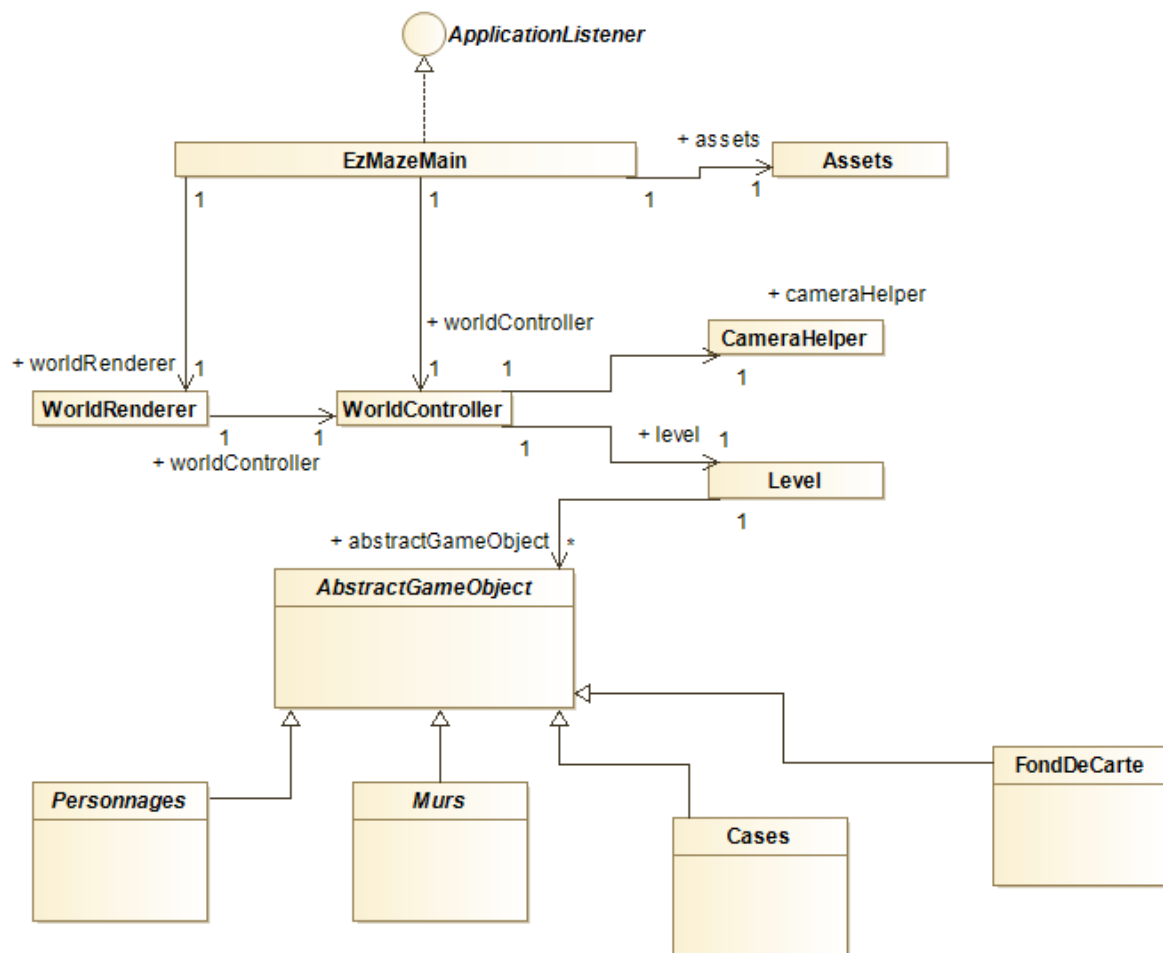 ApplicationListener
+ assets
EzMazeMain
Assets
1
1
1
1
+ cameraHelper
+ worldController
CameraHelper
+ worldRenderer
1
1
1
1
WorldRenderer
WorldController
+ level
1
1
1
1
+ worldController
Level
1
+ abstractGameObject
*
AbstractGameObject
FondDeCarte
Personnages
Murs
Cases